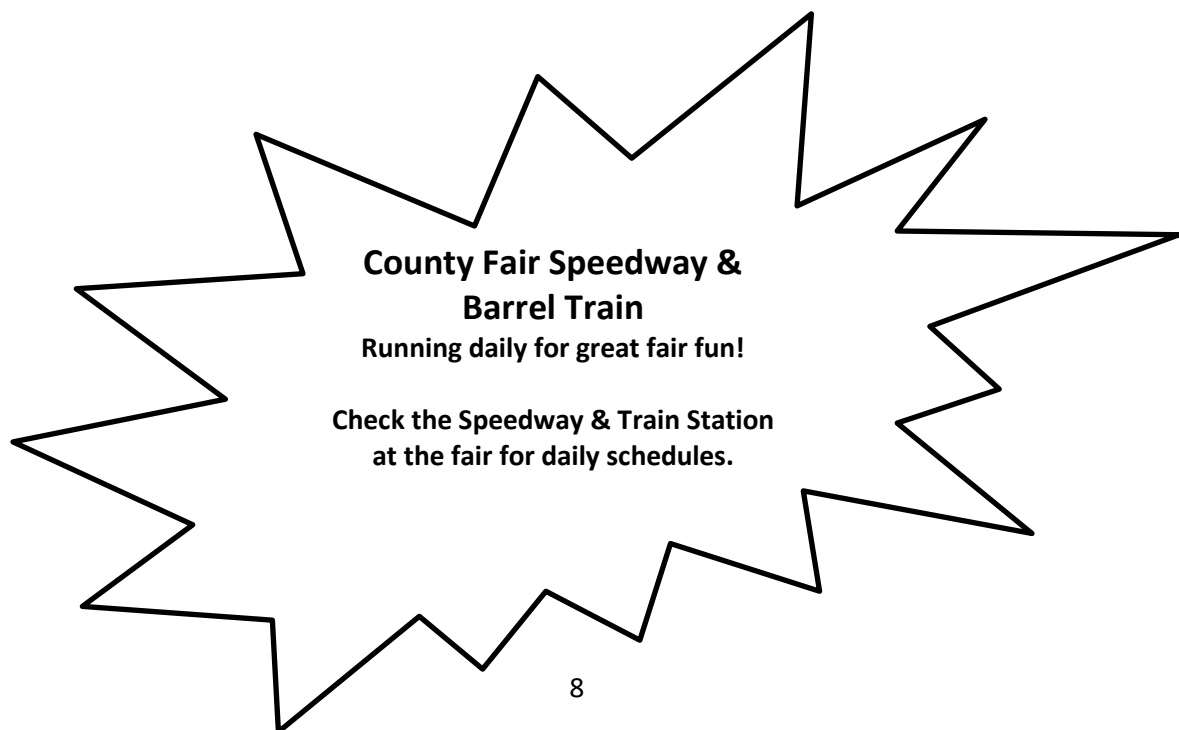 County Fair Speedway &
Barrel Train
Running daily for great fair fun!
Check the Speedway & Train Station
at the fair for daily schedules.
8